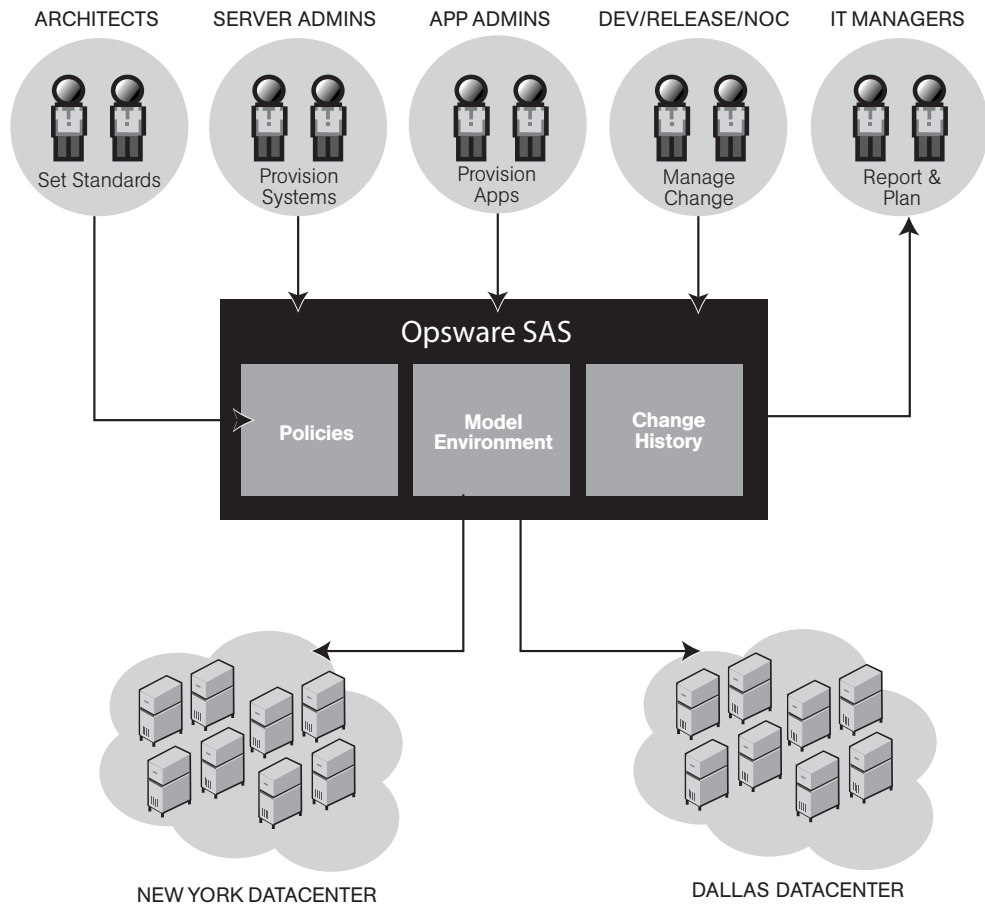 ARCHITECTS
SERVER ADMINS
APP ADMINS
DEV/RELEASE/NOC
IT MANAGERS
Set Standards
Provision
Systems
Provision
Apps
Manage
Change
Report &
Plan
Opsware SAS
Policies
Model
Environment
Change
History
NEW YORK DATACENTER
DALLAS DATACENTER